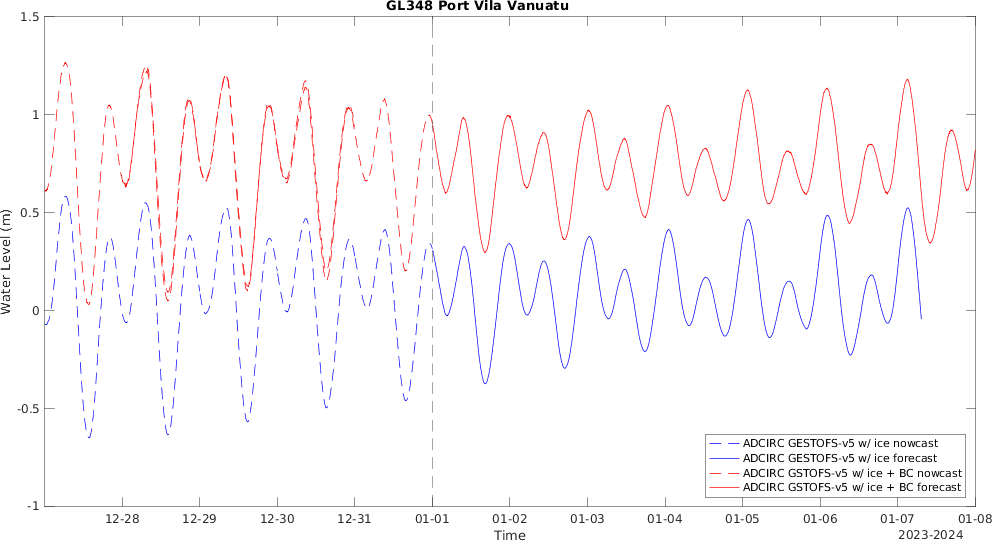 GL348 Port Vila Vanuatu
1.5
1
0.5
0
-0.5
-1
Water Level (m)
12-28 12-29 12-30 12-31 01-01 01-02 01-03 01-04 01-05 01-06 01-07 01-08
Time
2023-2024
ADCIRC GESTOFS-v5 w/ ice nowcast
ADCIRC GESTOFS-v5 w/ ice forecast
ADCIRC GSTOFS-v5 w/ ice + BC nowcast
ADCIRC GSTOFS-v5 w/ ice + BC forecast